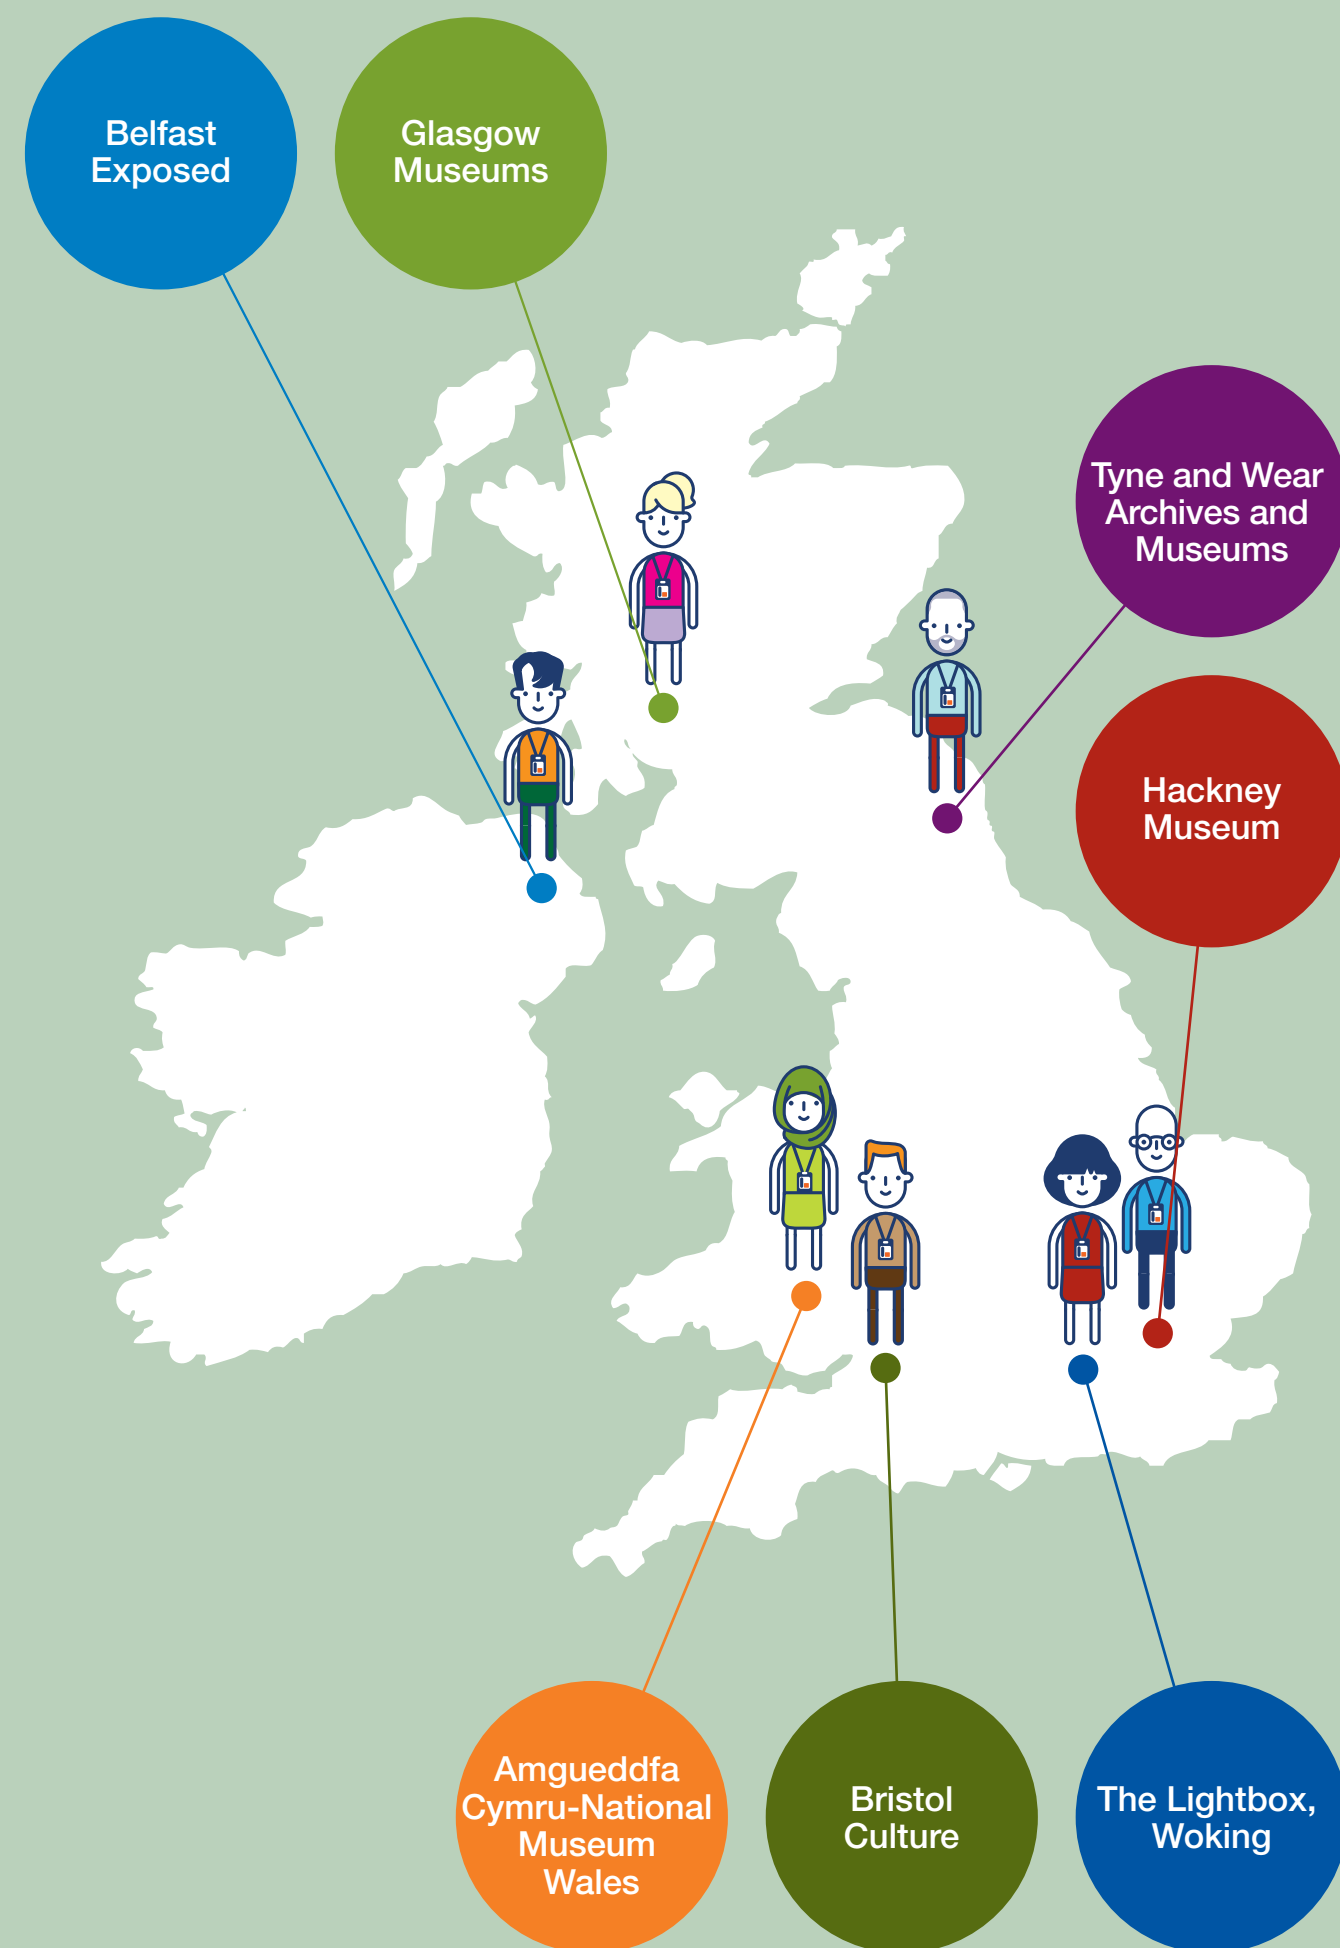 Belfast
Exposed
Glasgow
Museums
Tyne and Wear
Archives and
Museums
Hackney
Museum
Amgueddfa
Cymru-National
Museum
Wales
Bristol
Culture
The Lightbox,
Woking